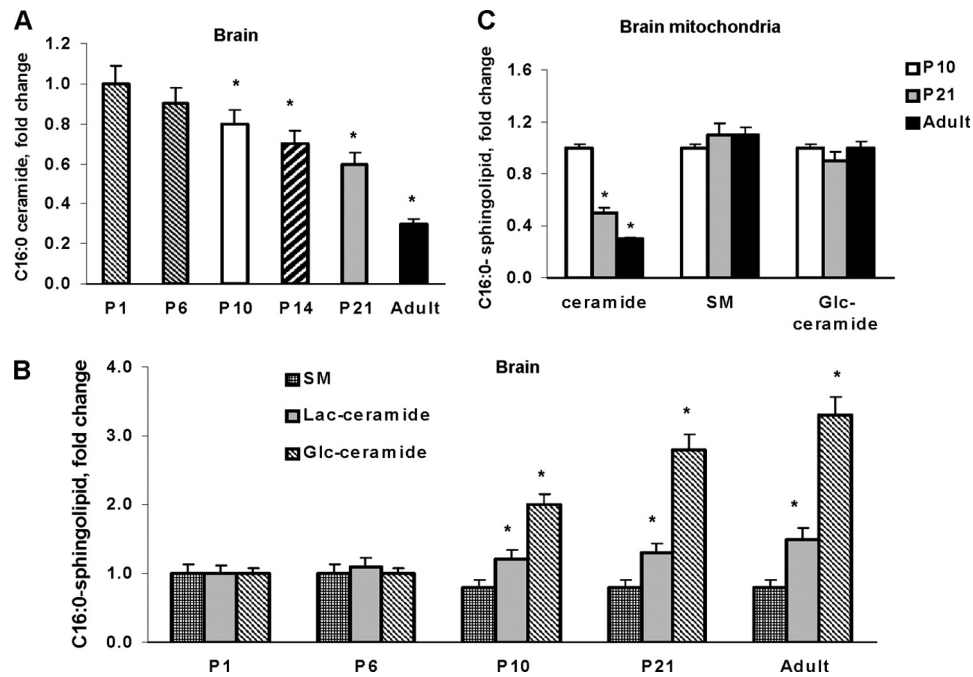 A
Brain
C16:0 ceramide, fold change
1.2
1.0
0.8
0.6
0.4
0.2
0.0
*
*
*
*
P1 P6 P10 P14 P21 Adult
C
Brain mitochondria
C16:0- sphingolipid, fold change
1.6
1.2
0.8
0.4
0.0
P10
P21
Adult
*
*
ceramide SM Glc-
ceramide
B
Brain
C16:0-sphingolipid, fold change
4.0
3.0
2.0
1.0
0.0
SM
Lac-ceramide
Glc-ceramide
*
*
*
*
*
*
P1 P6 P10 P21 Adult